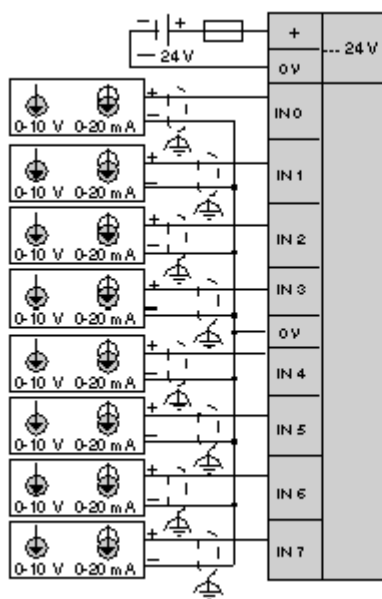 − +
+
— 24 V
--- 24 V
0V
+
−
0-10 V 0-20 mA
IN 0
+
−
0-10 V 0-20 mA
IN 1
+
−
0-10 V 0-20 mA
IN 2
+
−
0-10 V 0-20 mA
IN 3
0V
+
−
0-10 V 0-20 mA
IN 4
+
−
0-10 V 0-20 mA
IN 5
+
−
0-10 V 0-20 mA
IN 6
+
−
0-10 V 0-20 mA
IN 7